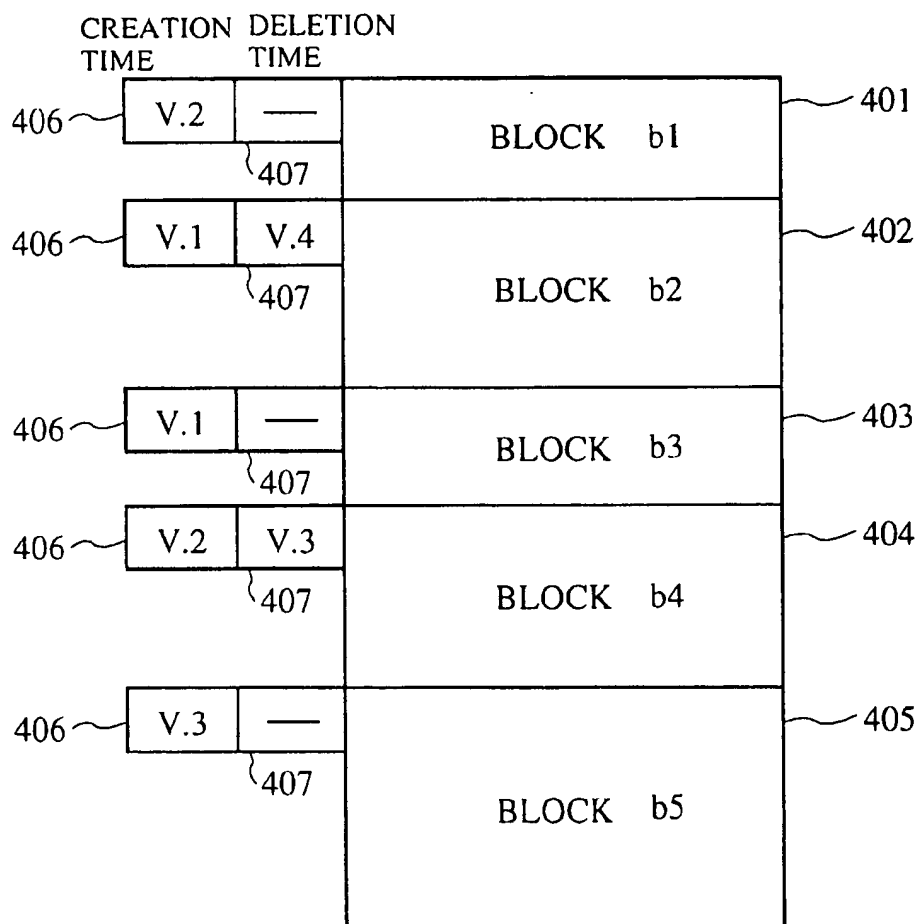 CREATION TIME DELETION TIME
406 V.2 — BLOCK b1 401
407
406 V.1 V.4 BLOCK b2 402
407
406 V.1 — BLOCK b3 403
407
406 V.2 V.3 BLOCK b4 404
407
406 V.3 — BLOCK b5 405
407